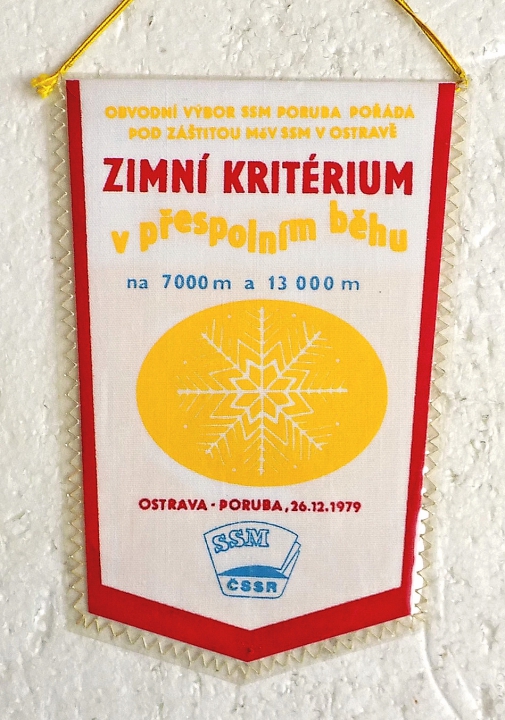 OBVODNÍ VÝBOR SSM PORUBA POŘÁDÁ
POD ZÁŠTITOU MěV SSM V OSTRAVĚ
ZIMNÍ KRITÉRIUM
v přespolním běhu
na 7000 m a 13 000 m
OSTRAVA - PORUBA, 26.12.1979
SSM
ČSSR